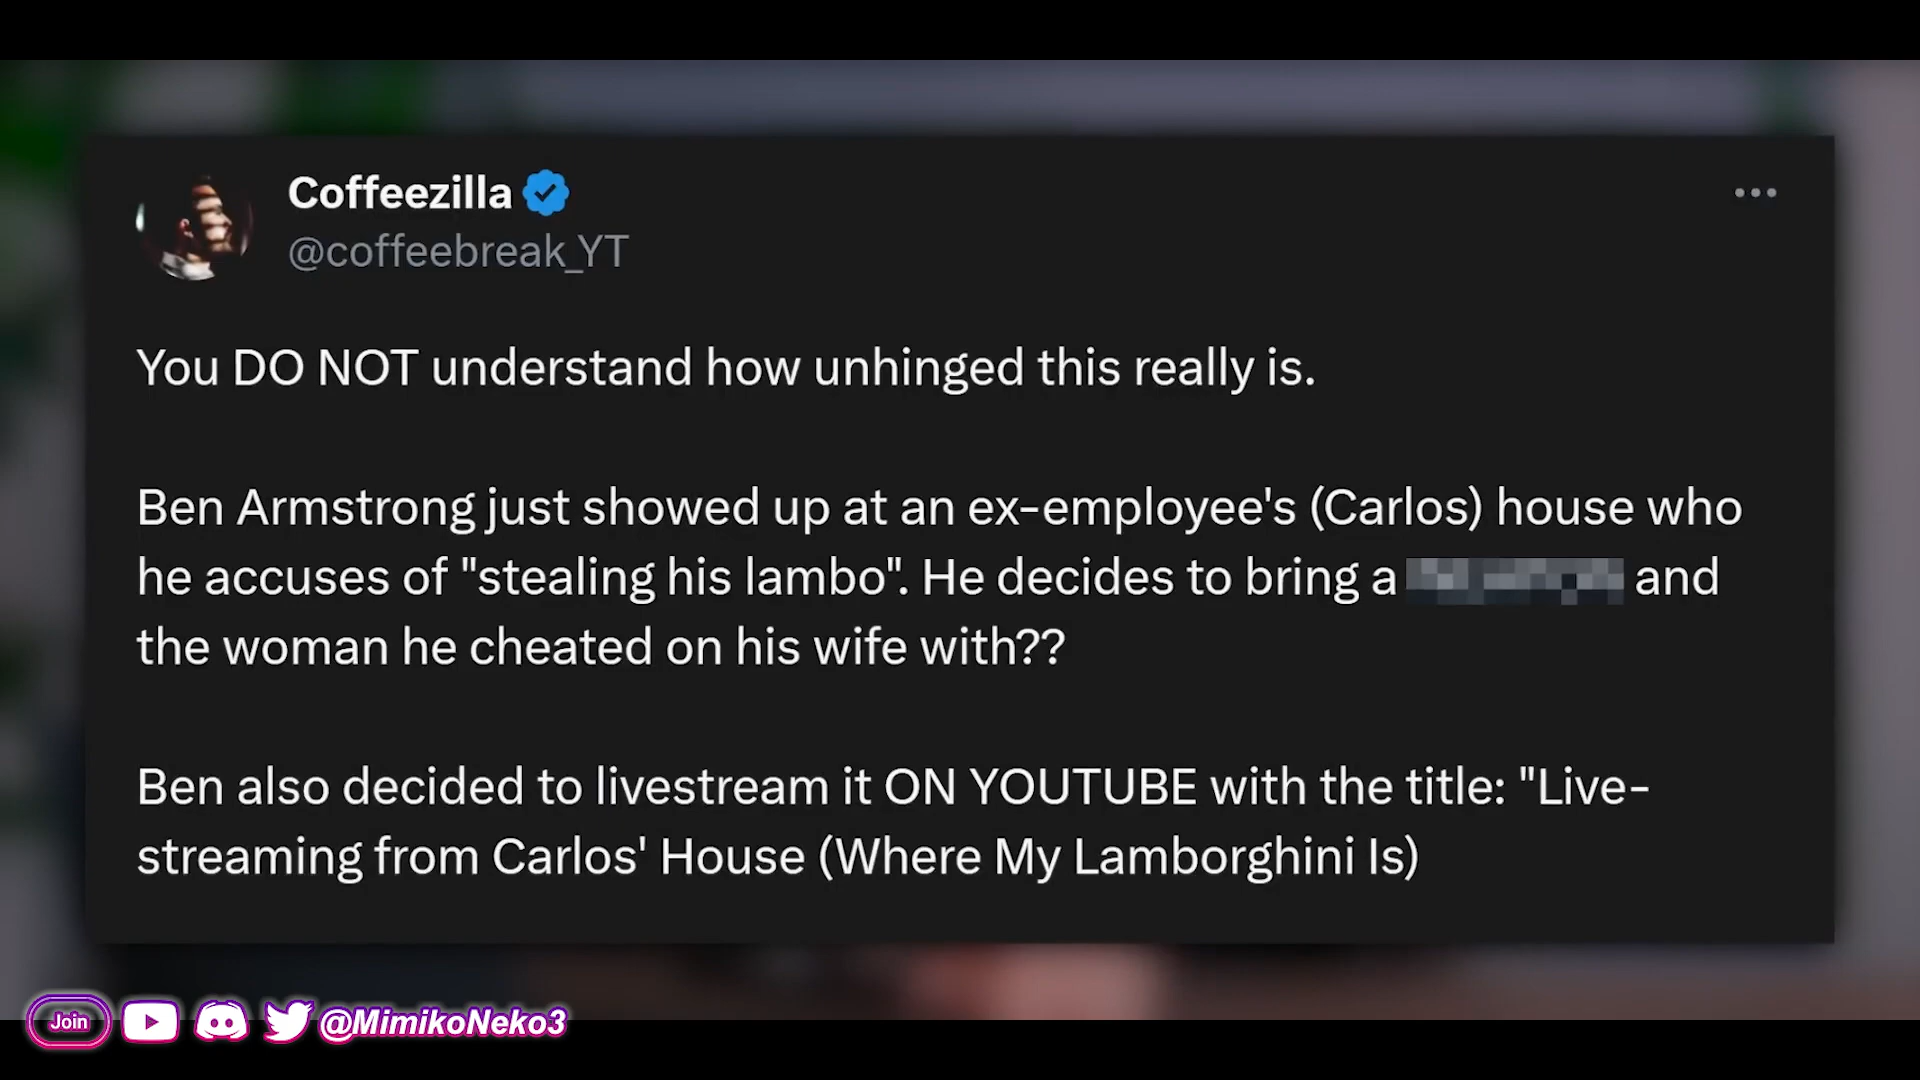 Coffeezilla
@coffeebreak_YT
You DO NOT understand how unhinged this really is.
Ben Armstrong just showed up at an ex-employee's (Carlos) house who
he accuses of "stealing his lambo". He decides to bring a and
the woman he cheated on his wife with??
Ben also decided to livestream it ON YOUTUBE with the title: "Live-
streaming from Carlos' House (Where My Lamborghini Is)
Join @MimikoNeko3